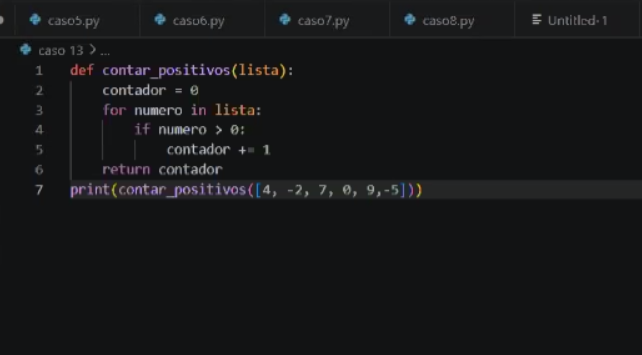 caso5.py caso6.py caso7.py caso8.py Untitled-1
caso 13 > ...
1 def contar_positivos(lista):
2 contador = 0
3 for numero in lista:
4 if numero > 0:
5 contador += 1
6 return contador
7 print(contar_positivos([4, -2, 7, 0, 9,-5]))